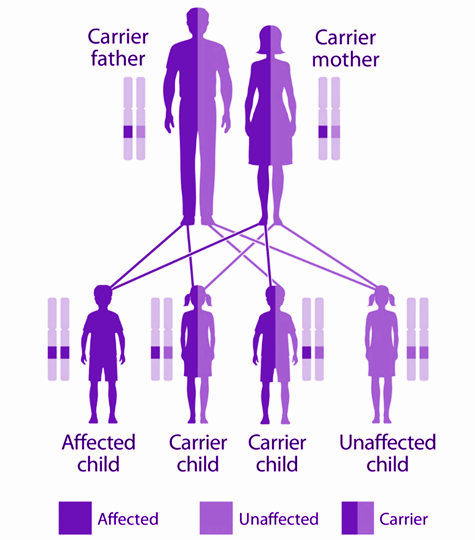 Carrier
father
Carrier
mother
Affected
child
Carrier
child
Carrier
child
Unaffected
child
Affected
Unaffected
Carrier